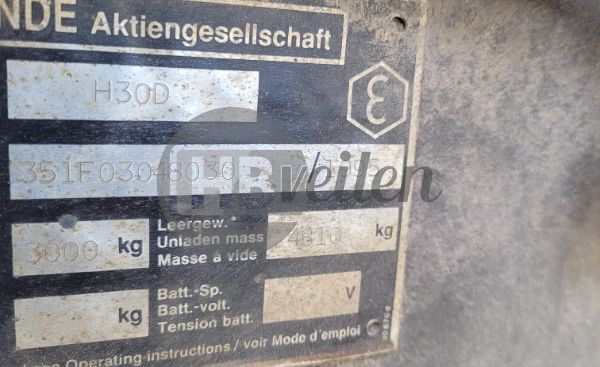 NDE Aktiengesellschaft
H30D
ε
351F03048030
3000 kg
Leergew.
Unladen mass
Masse à vide
4810 kg
kg
Batt.-Sp.
Batt.-volt.
Tension batt.
V
Operating instructions / voir Mode d'emploi
HRveilen